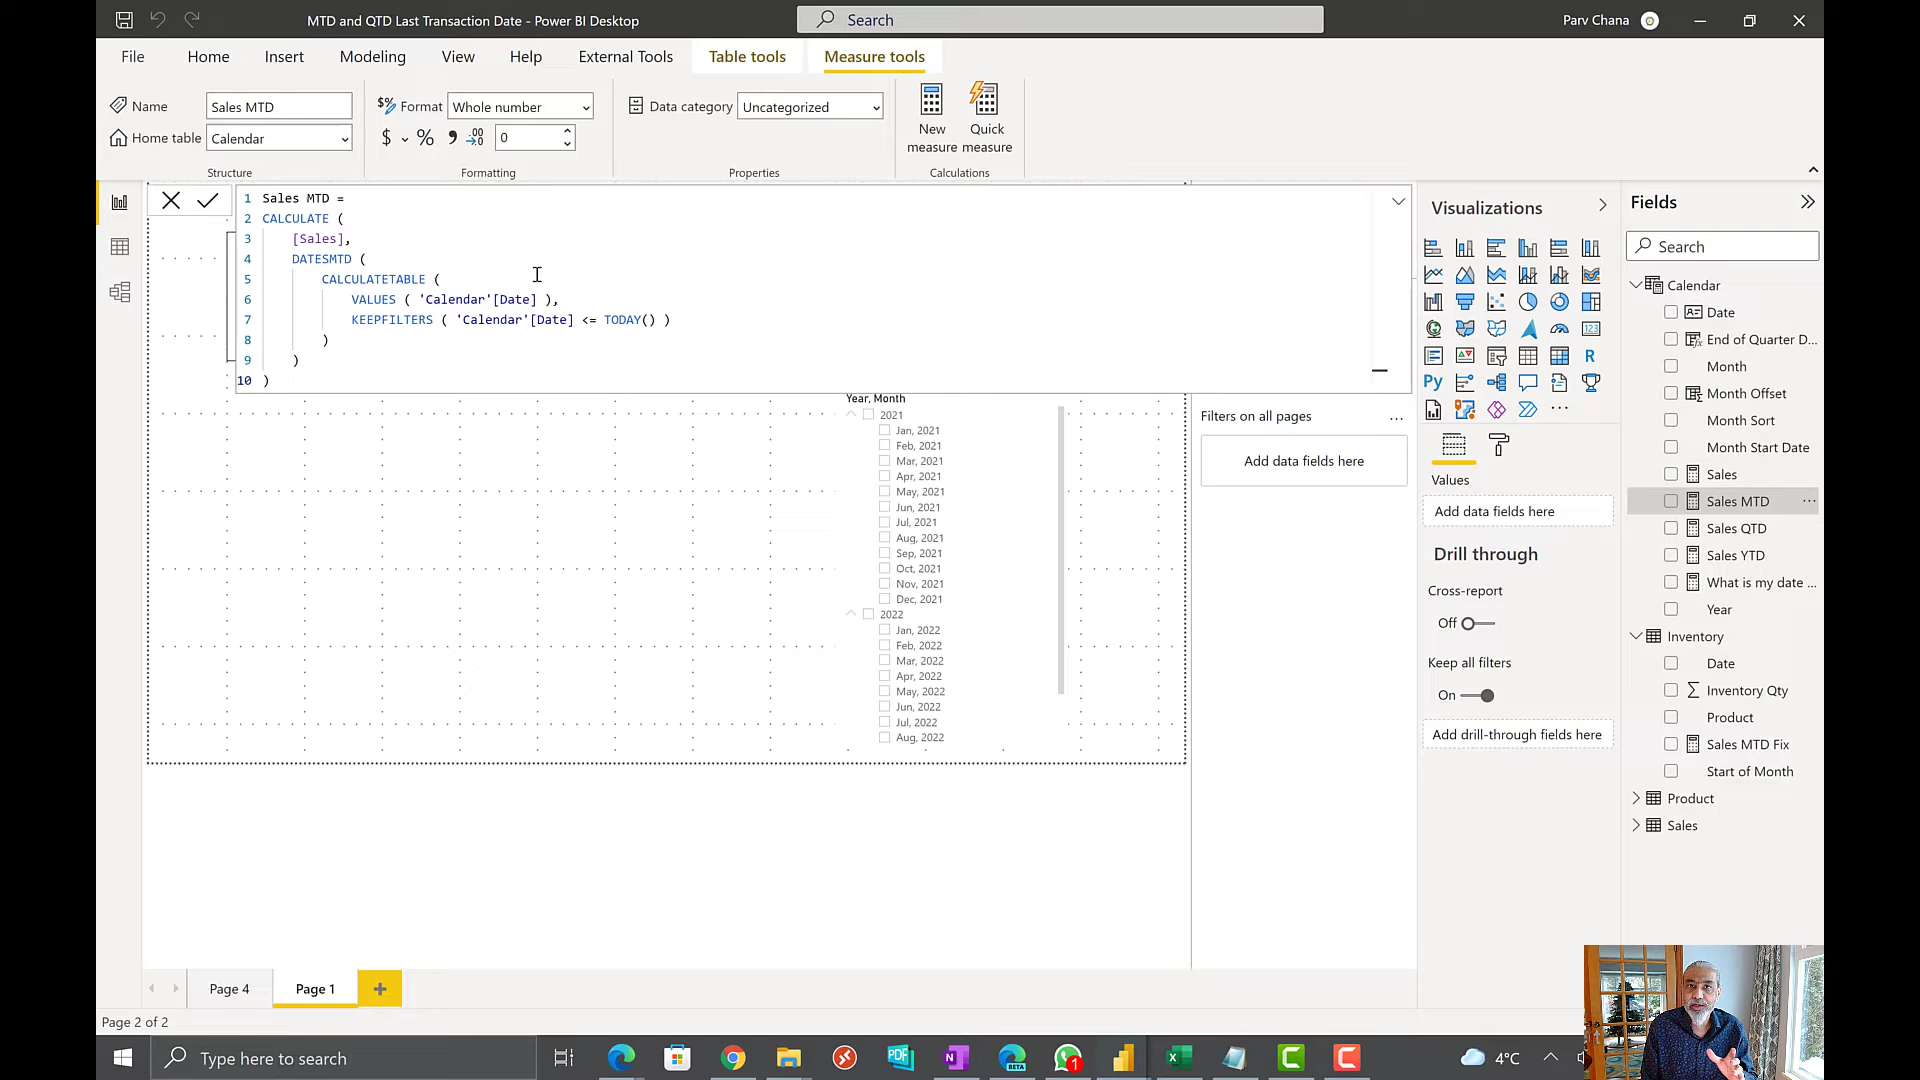 MTD and QTD Last Transaction Date - Power BI Desktop
Search
Parv Chana
File
Home
Insert
Modeling
View
Help
External Tools
Table tools
Measure tools
Name
Sales MTD
Home table
Calendar
Structure
$% Format
Whole number
$ % , .00 →.0
0
Formatting
Data category
Uncategorized
Properties
New measure
Quick measure
Calculations
1 Sales MTD =
2 CALCULATE (
3 [Sales],
4 DATESMTD (
5 CALCULATETABLE (
6 VALUES ( 'Calendar'[Date] ),
7 KEEPFILTERS ( 'Calendar'[Date] <= TODAY() )
8 )
9 )
10 )
Year, Month
2021
Jan, 2021
Feb, 2021
Mar, 2021
Apr, 2021
May, 2021
Jun, 2021
Jul, 2021
Aug, 2021
Sep, 2021
Oct, 2021
Nov, 2021
Dec, 2021
2022
Jan, 2022
Feb, 2022
Mar, 2022
Apr, 2022
May, 2022
Jun, 2022
Jul, 2022
Aug, 2022
Filters on all pages
...
Add data fields here
Visualizations
R
Py
123
...
Values
Add data fields here
Drill through
Cross-report
Off
Keep all filters
On
Add drill-through fields here
Fields
Search
Calendar
Date
End of Quarter D...
Month
Month Offset
Month Sort
Month Start Date
Sales
Sales MTD
...
Sales QTD
Sales YTD
What is my date ...
Year
Inventory
Date
Inventory Qty
Product
Sales MTD Fix
Start of Month
Product
Sales
Page 4
Page 1
+
Page 2 of 2
Type here to search
PDF
N
BETA
1
4°C